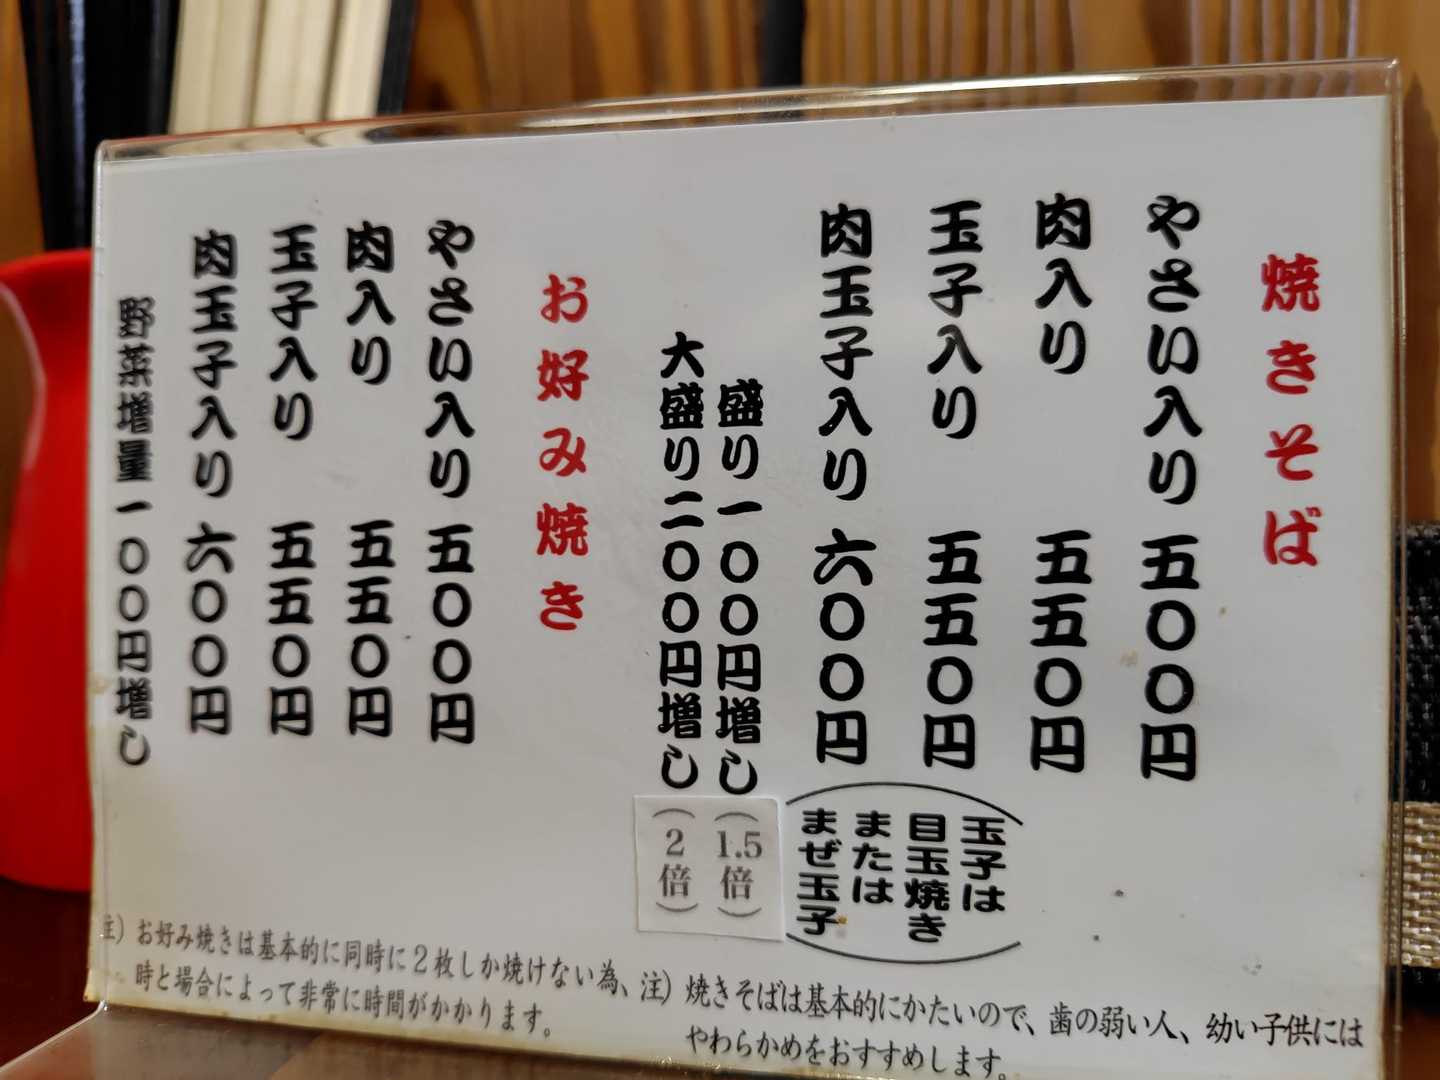 焼きそば
やさい入り 五〇〇円
肉入り 五五〇円
玉子入り 五五〇円
肉玉子入り 六〇〇円
玉子は
目玉焼き
または
まぜ玉子
盛り一〇〇円増し(1.5倍)
大盛り二〇〇円増し(2倍)
お好み焼き
やさい入り 五〇〇円
肉入り 五五〇円
玉子入り 五五〇円
肉玉子入り 六〇〇円
野菜増量一〇〇円増し
注)焼きそばは基本的にかたいので、歯の弱い人、幼い子供には
やわらかめをおすすめします。
注)お好み焼きは基本的に同時に2枚しか焼けない為、
時と場合によって非常に時間がかかります。